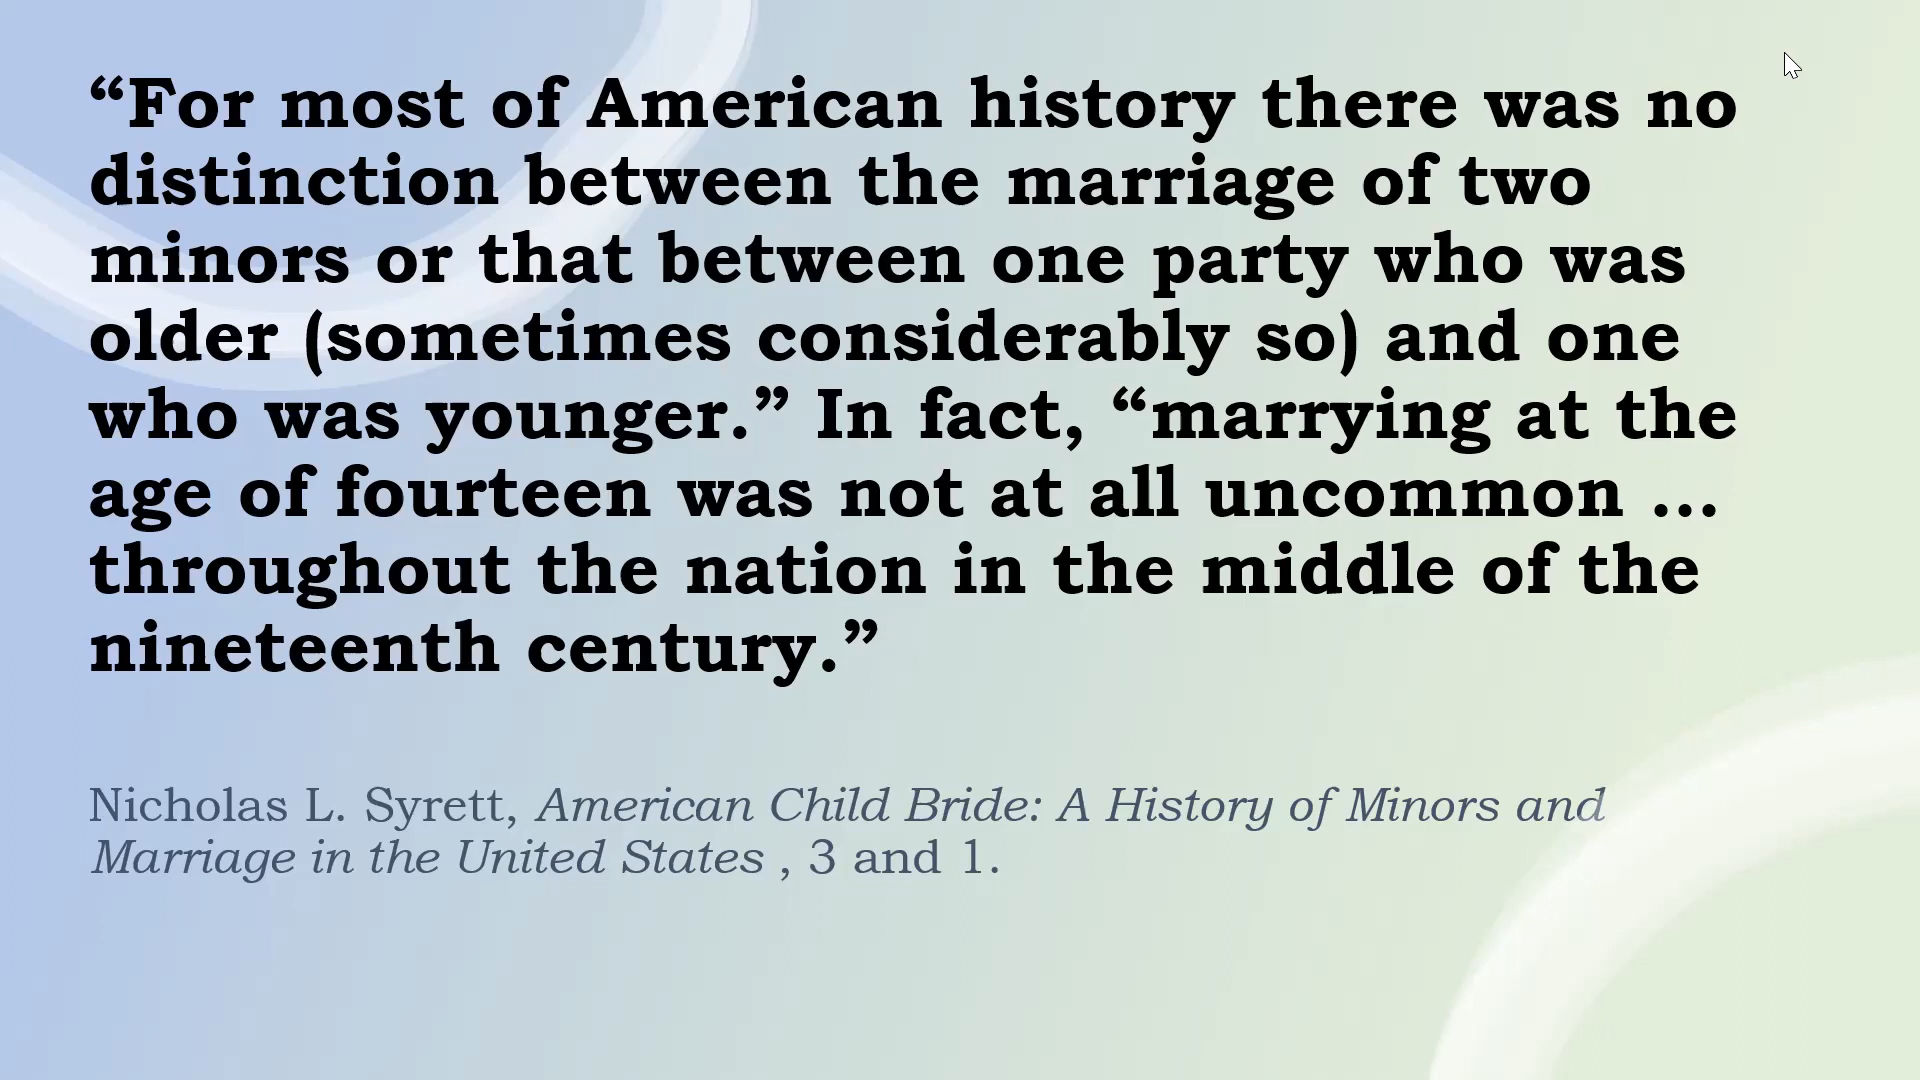 “For most of American history there was no
distinction between the marriage of two
minors or that between one party who was
older (sometimes considerably so) and one
who was younger.” In fact, “marrying at the
age of fourteen was not at all uncommon ...
throughout the nation in the middle of the
nineteenth century.”
Nicholas L. Syrett, American Child Bride: A History of Minors and
Marriage in the United States , 3 and 1.